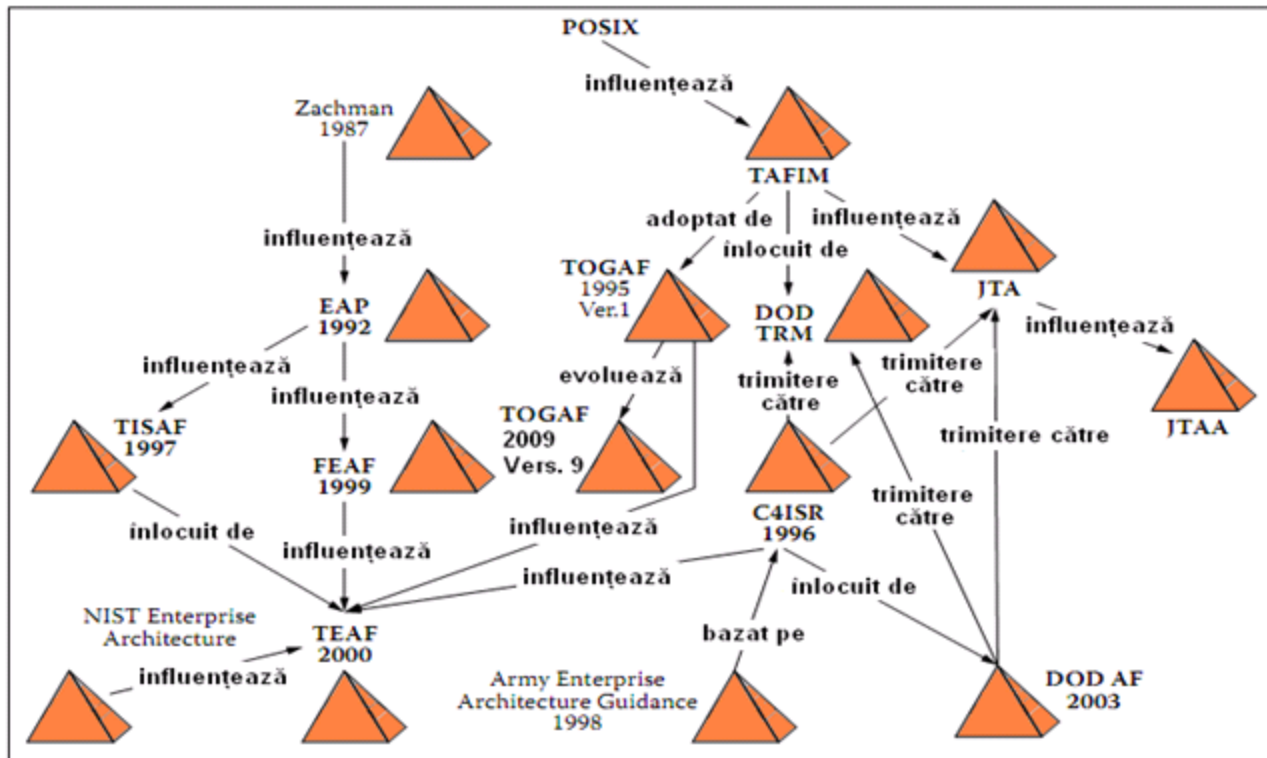 POSIX
influențează
Zachman
1987
TAFIM
adoptat de
influențează
înlocuit de
influențează
TOGAF
1995
Ver.1
JTA
EAP
1992
DOD
TRM
influențează
influențează
evoluează
trimitere
către
trimitere
către
influențează
TISAF
1997
TOGAF
2009
Vers. 9
JTAA
trimitere către
FEAF
1999
trimitere
către
C4ISR
1996
înlocuit de
influențează
influențează
influențează
înlocuit de
NIST Enterprise
Architecture
TEAF
2000
bazat pe
influențează
Army Enterprise
Architecture Guidance
1998
DOD AF
2003